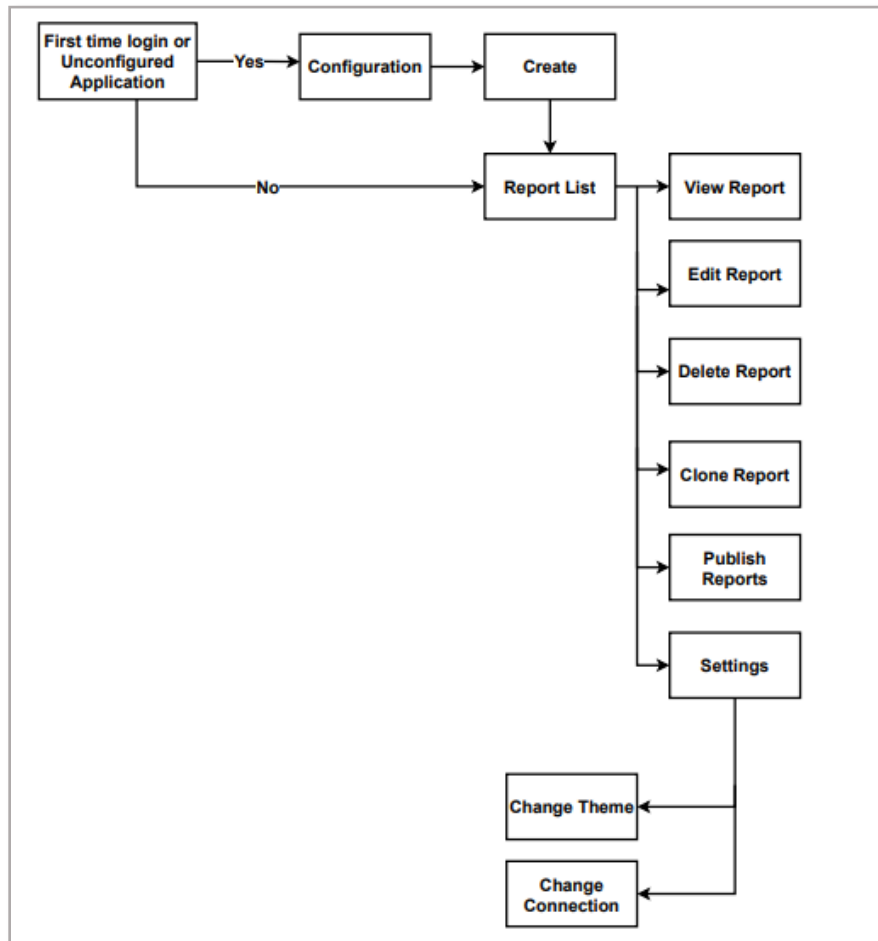 First time login or
Unconfigured
Application
Yes
Configuration
Create
No
Report List
View Report
Edit Report
Delete Report
Clone Report
Publish
Reports
Settings
Change Theme
Change
Connection